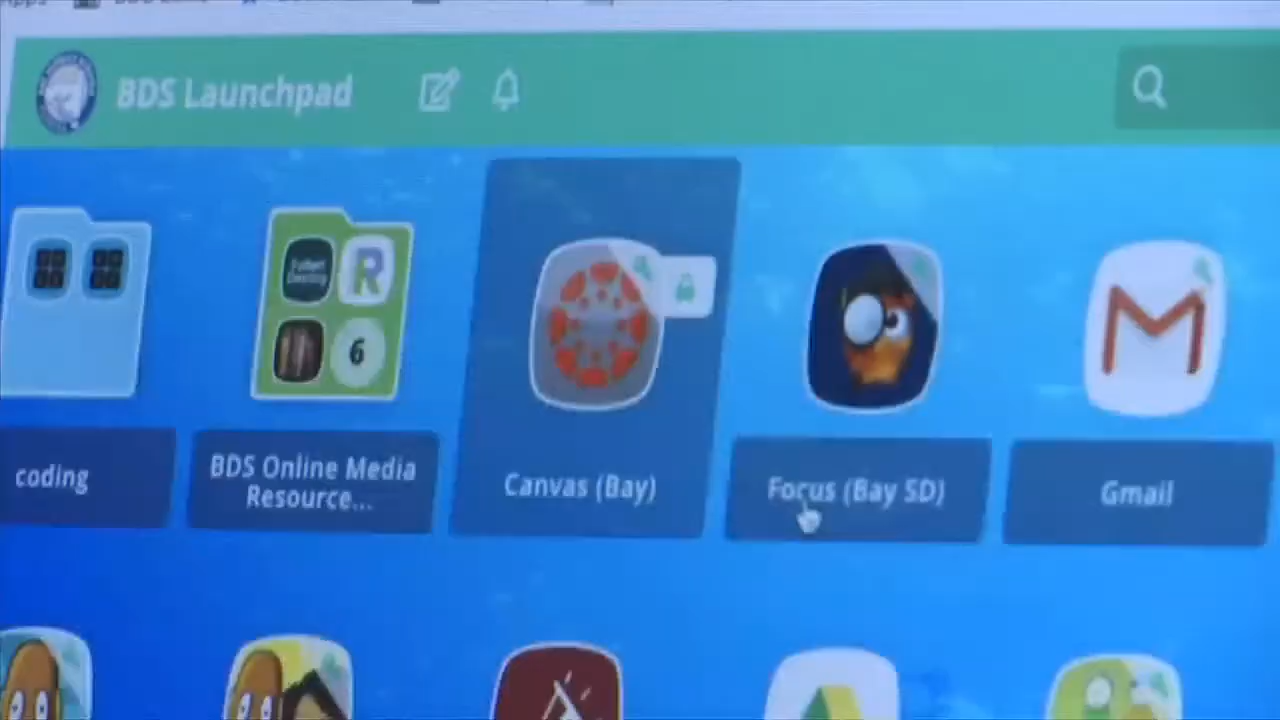 BDS Launchpad
R
6
coding
BDS Online Media
Resource...
Canvas (Bay)
Focus (Bay SD)
Gmail